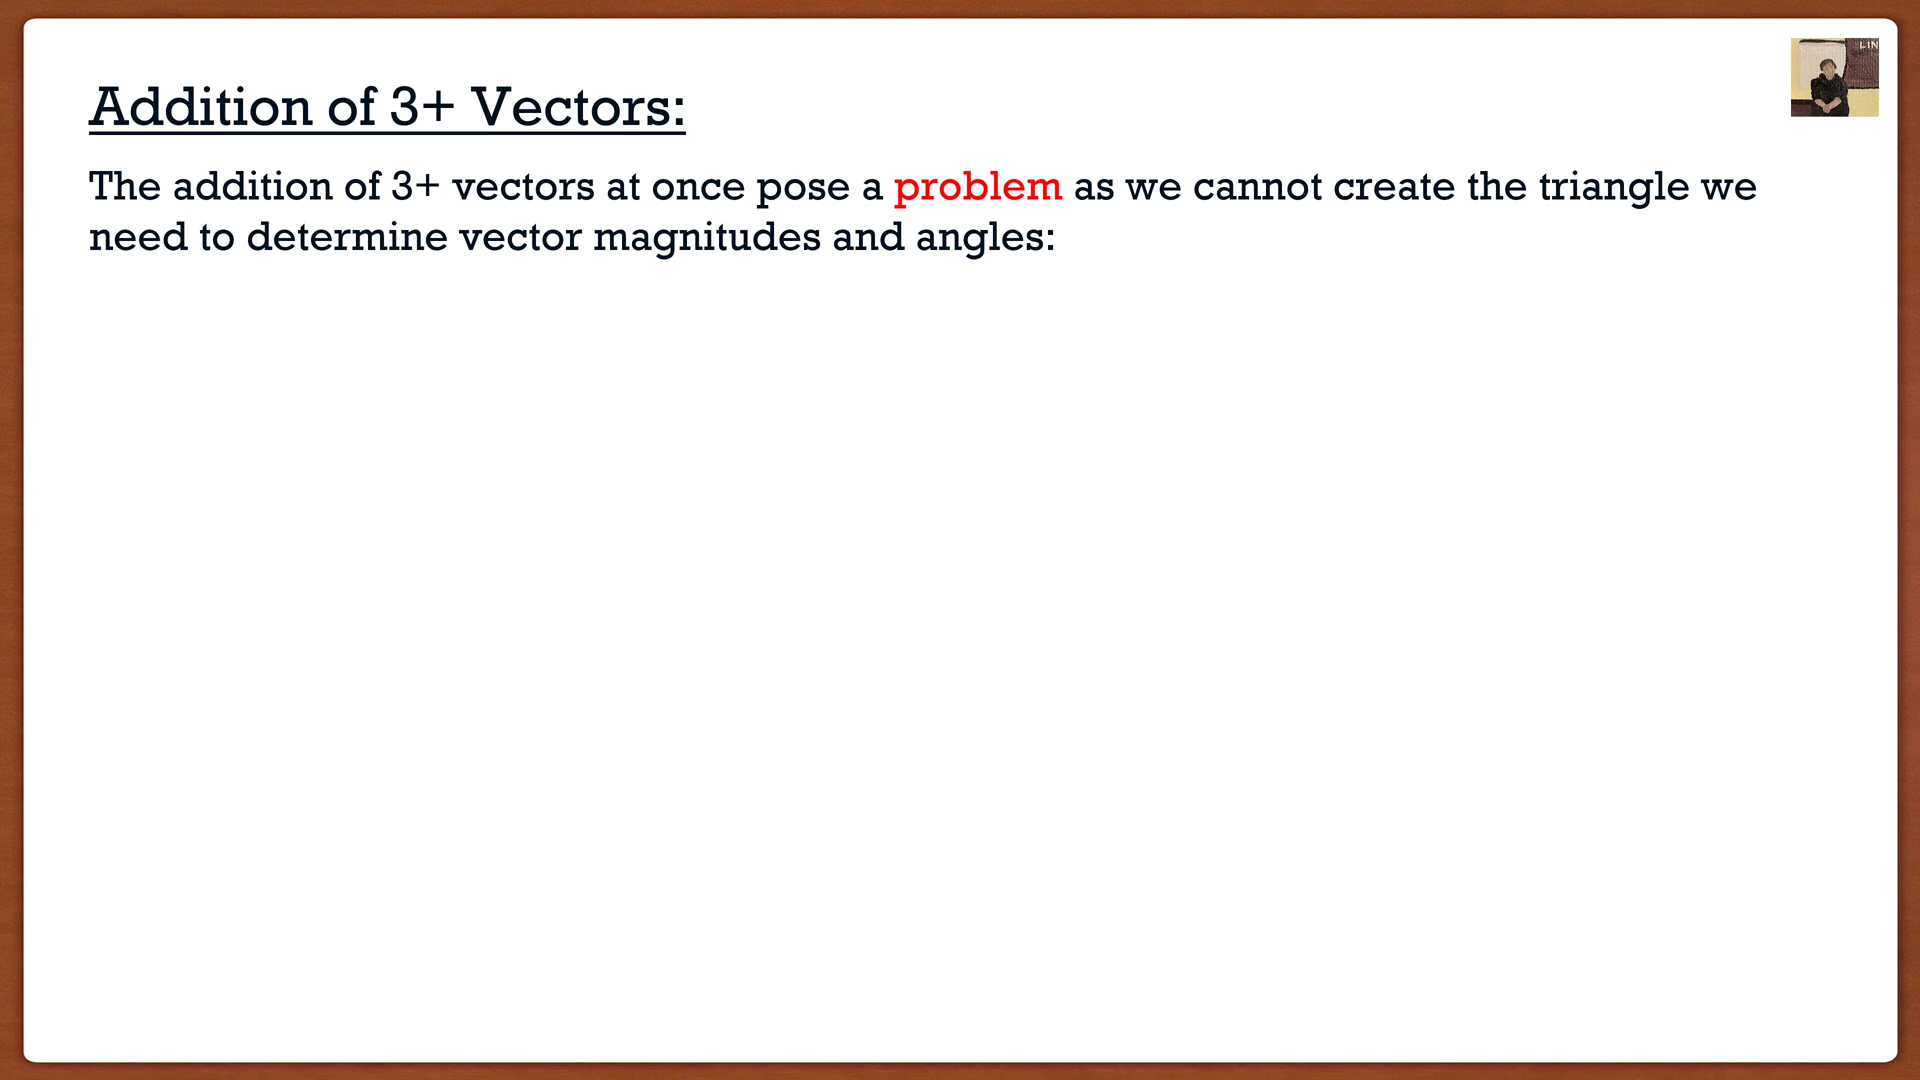 Addition of 3+ Vectors:
LIN
The addition of 3+ vectors at once pose a problem as we cannot create the triangle we
need to determine vector magnitudes and angles: